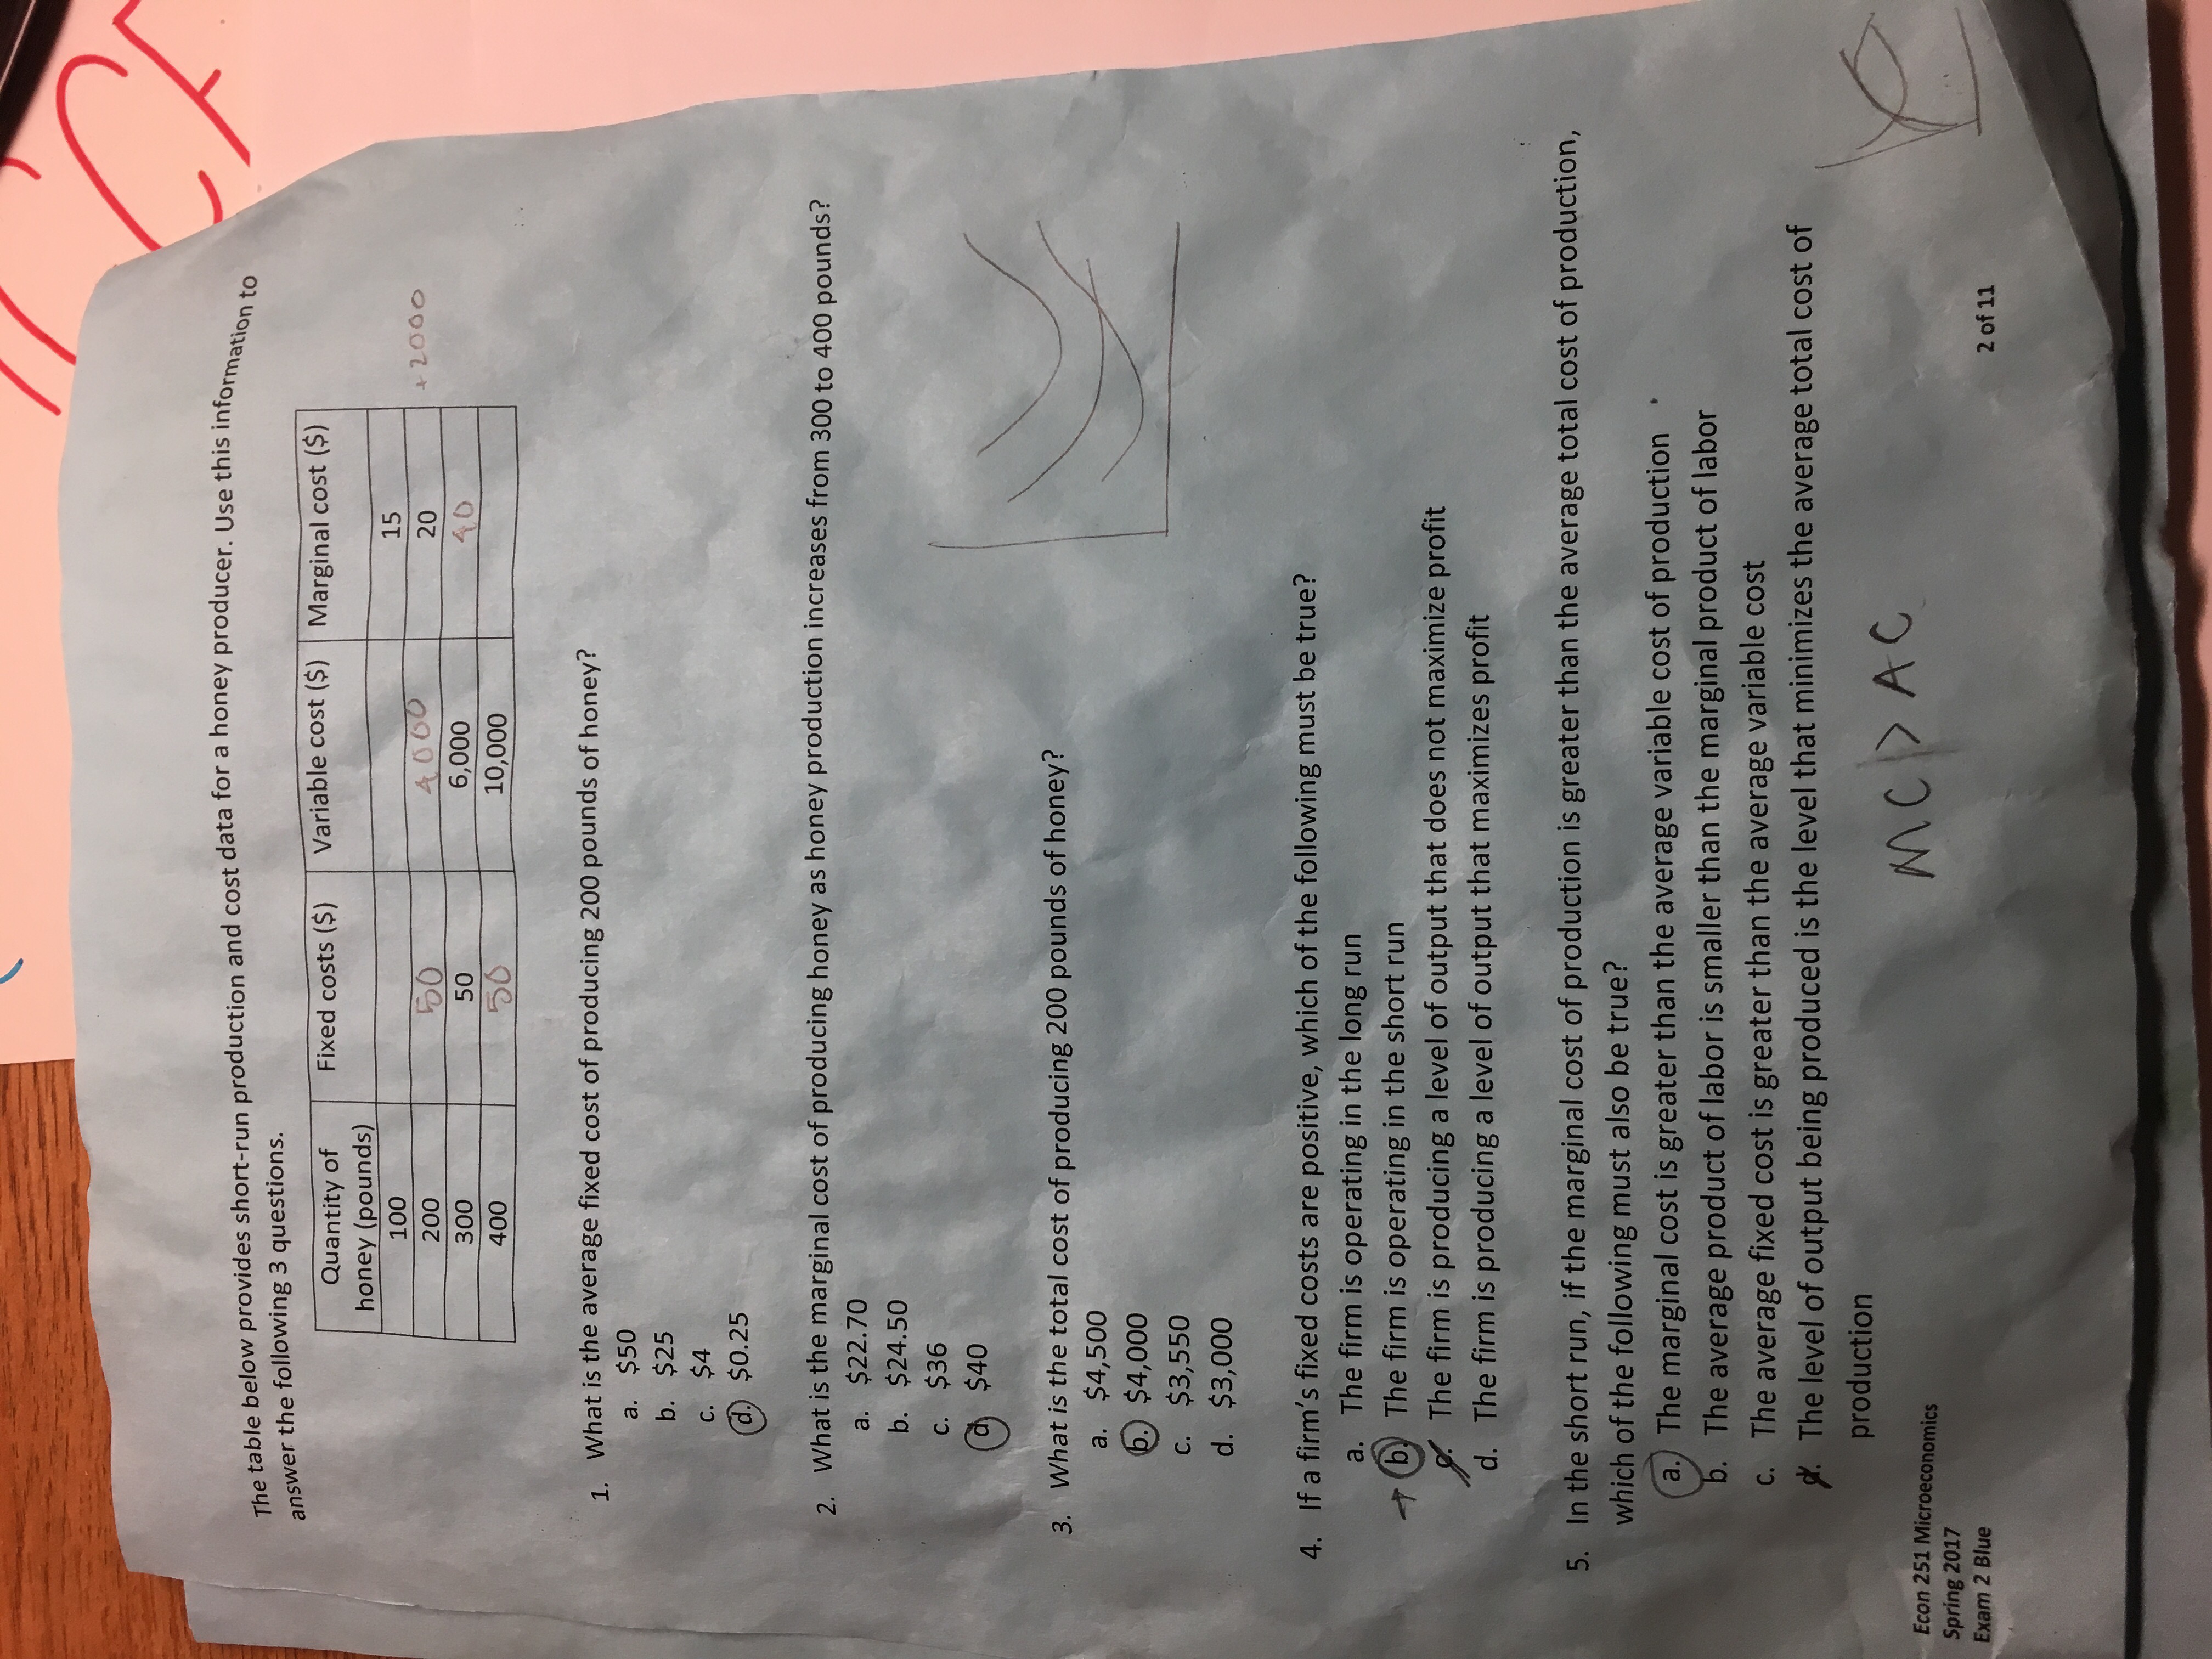 The table below provides short-run production and cost data for a honey producer. Use this information to
answer the following 3 questions.
Quantity of honey (pounds) Fixed costs ($) Variable cost ($) Marginal cost ($)
100 15
200 50 4000 20 +2000
300 50 6,000 40
400 50 10,000
1. What is the average fixed cost of producing 200 pounds of honey?
a. $50
b. $25
c. $4
d. $0.25
2. What is the marginal cost of producing honey as honey production increases from 300 to 400 pounds?
a. $22.70
b. $24.50
c. $36
d. $40
3. What is the total cost of producing 200 pounds of honey?
a. $4,500
b. $4,000
c. $3,550
d. $3,000
4. If a firm's fixed costs are positive, which of the following must be true?
a. The firm is operating in the long run
b. The firm is operating in the short run
c. The firm is producing a level of output that does not maximize profit
d. The firm is producing a level of output that maximizes profit
5. In the short run, if the marginal cost of production is greater than the average total cost of production,
which of the following must also be true?
a. The marginal cost is greater than the average variable cost of production
b. The average product of labor is smaller than the marginal product of labor
c. The average fixed cost is greater than the average variable cost
d. The level of output being produced is the level that minimizes the average total cost of
production
MC > AC
Econ 251 Microeconomics
Spring 2017
Exam 2 Blue
2 of 11